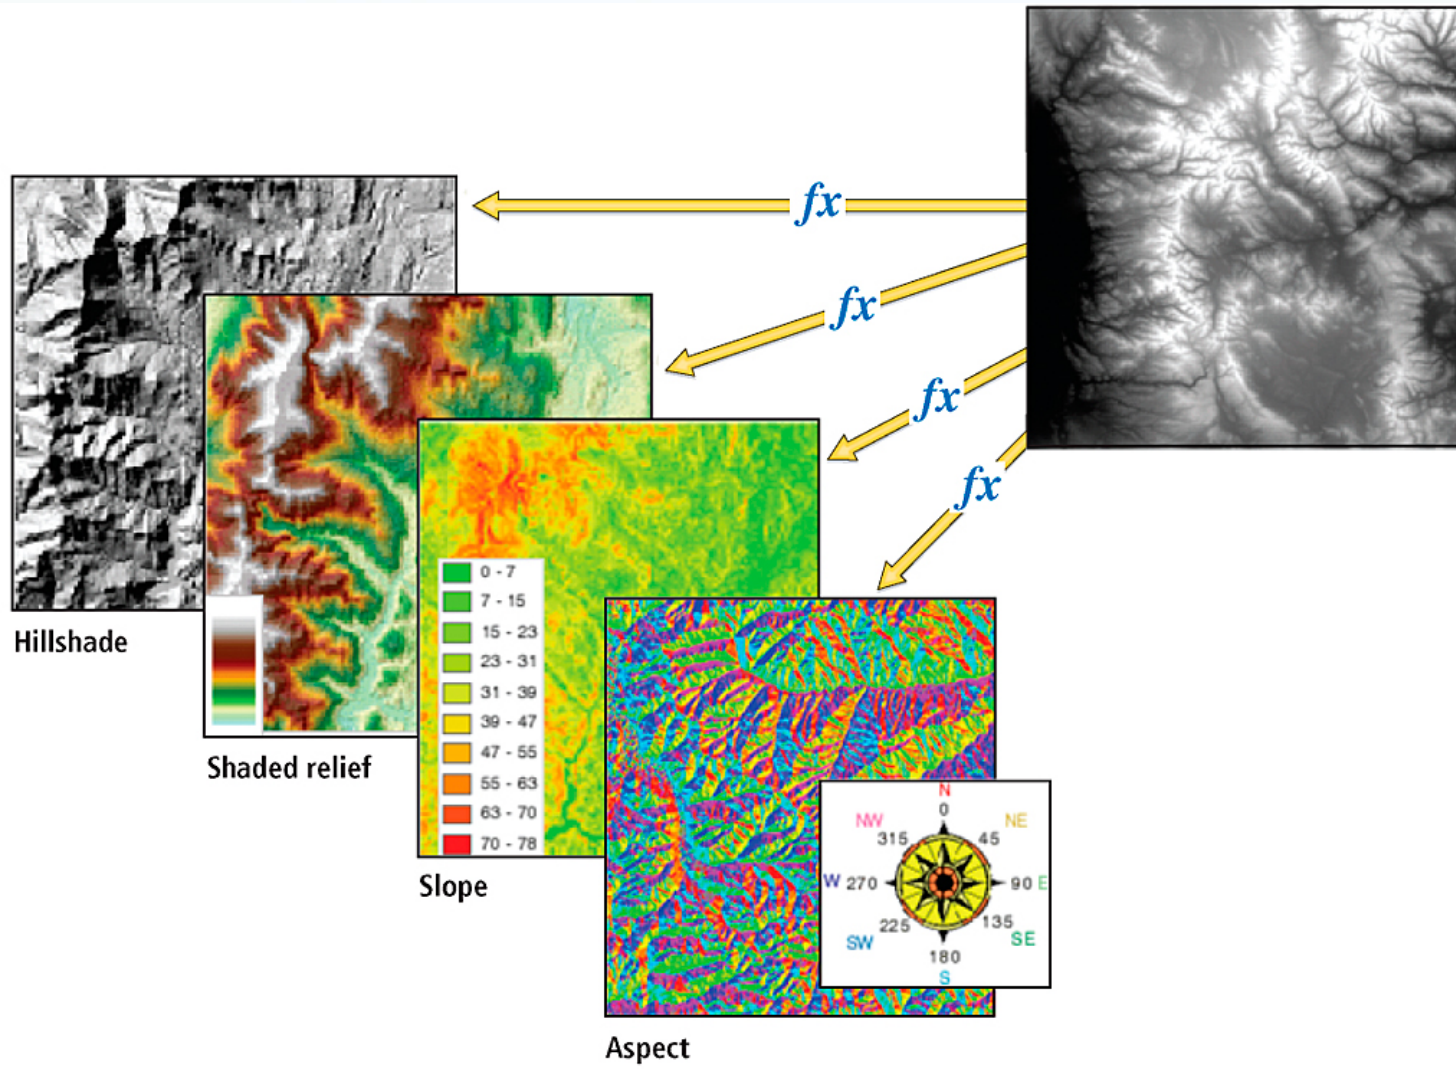 fx
fx
fx
fx
Hillshade
Shaded relief
0 - 7
7 - 15
15 - 23
23 - 31
31 - 39
39 - 47
47 - 55
55 - 63
63 - 70
70 - 78
Slope
N
0
NW
NE
315
45
W 270
90 E
225
135
SW
SE
180
S
Aspect